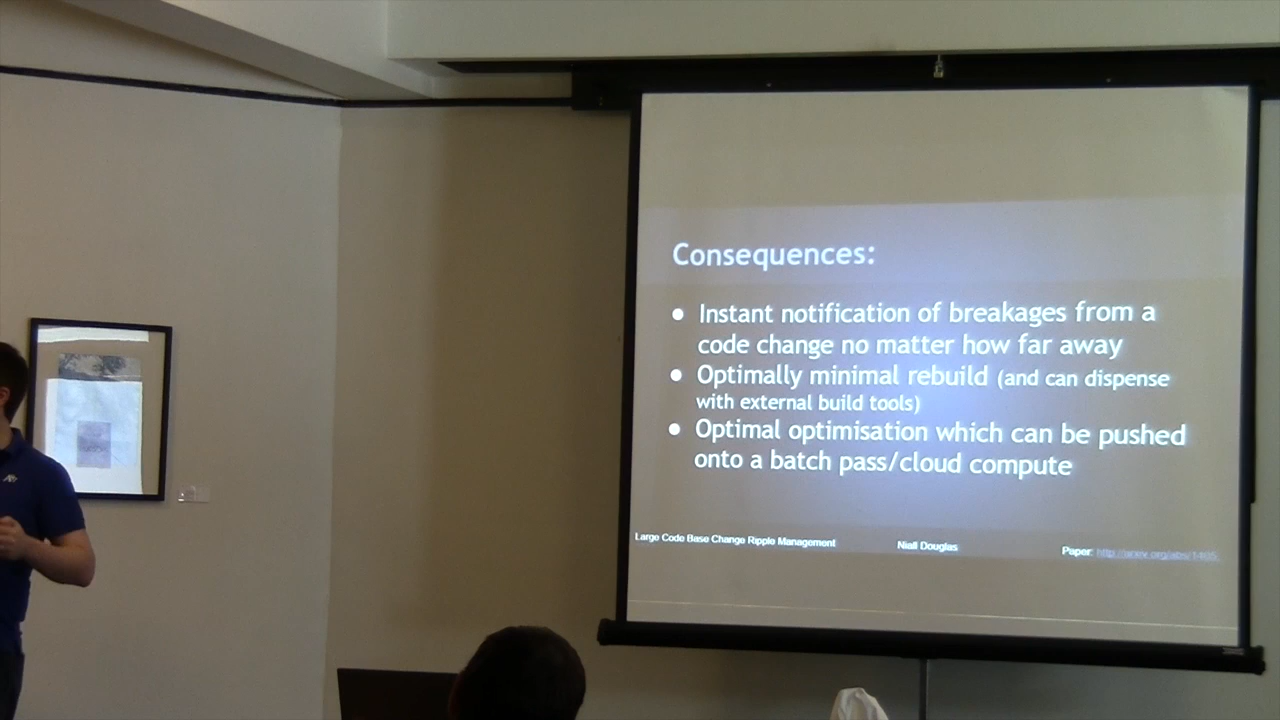 Consequences:
● Instant notification of breakages from a
code change no matter how far away
● Optimally minimal rebuild (and can dispense
with external build tools)
● Optimal optimisation which can be pushed
onto a batch pass/cloud compute
Large Code Base Change Ripple Management
Niall Douglas
Paper: